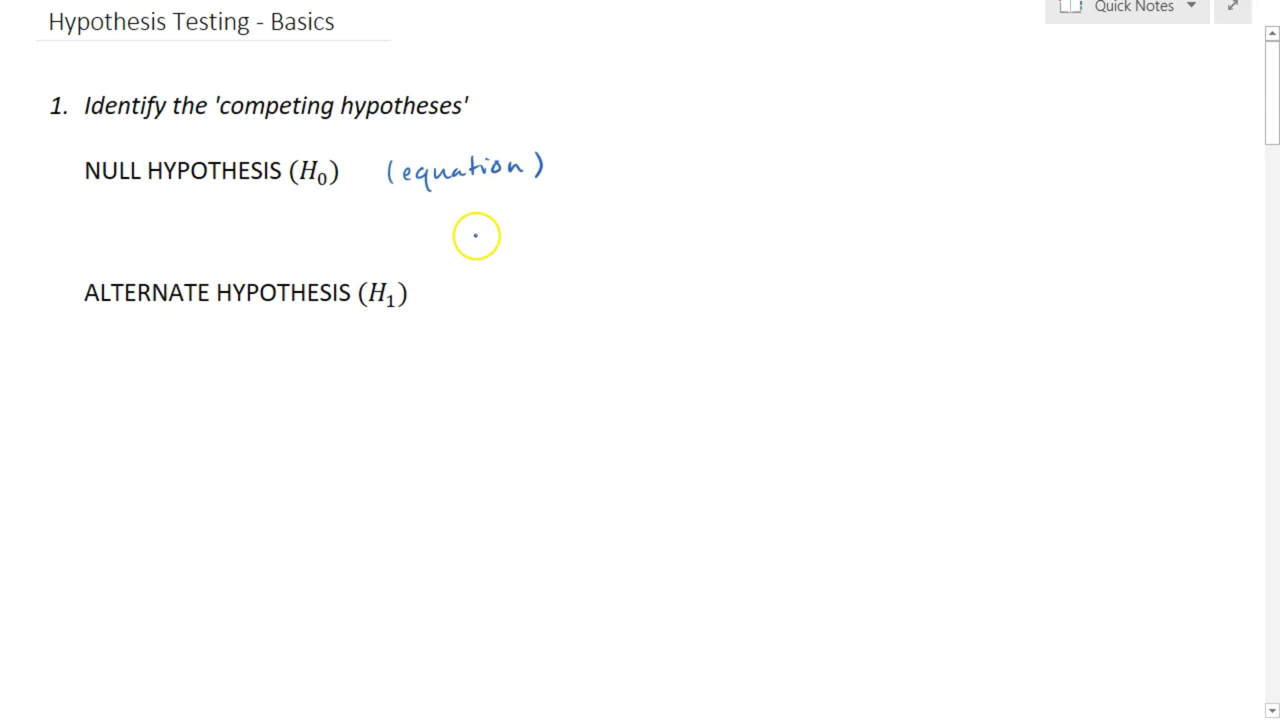 Quick Notes
Hypothesis Testing - Basics
1. Identify the 'competing hypotheses'
NULL HYPOTHESIS (H₀) (equation)
ALTERNATE HYPOTHESIS (H₁)